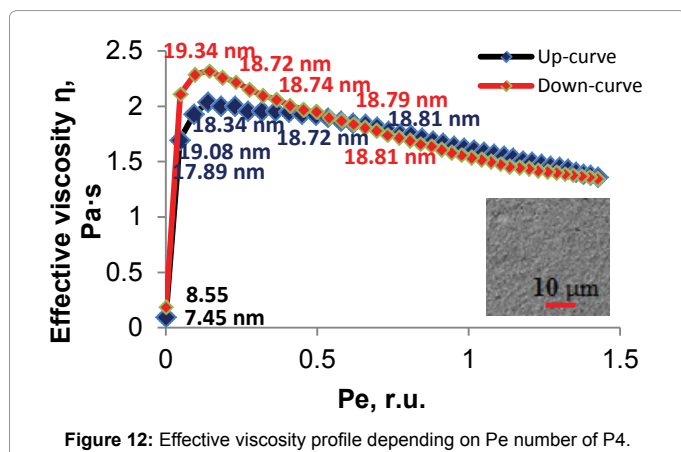 2.5
2
1.5
1
0.5
0
Effective viscosity η,
Pa·s
19.34 nm
18.72 nm
18.74 nm
18.79 nm
18.81 nm
18.34 nm
18.72 nm
18.81 nm
19.08 nm
17.89 nm
8.55
7.45 nm
Up-curve
Down-curve
10 μm
0
0.5
1
1.5
Pe, r.u.
Figure 12: Effective viscosity profile depending on Pe number of P4.